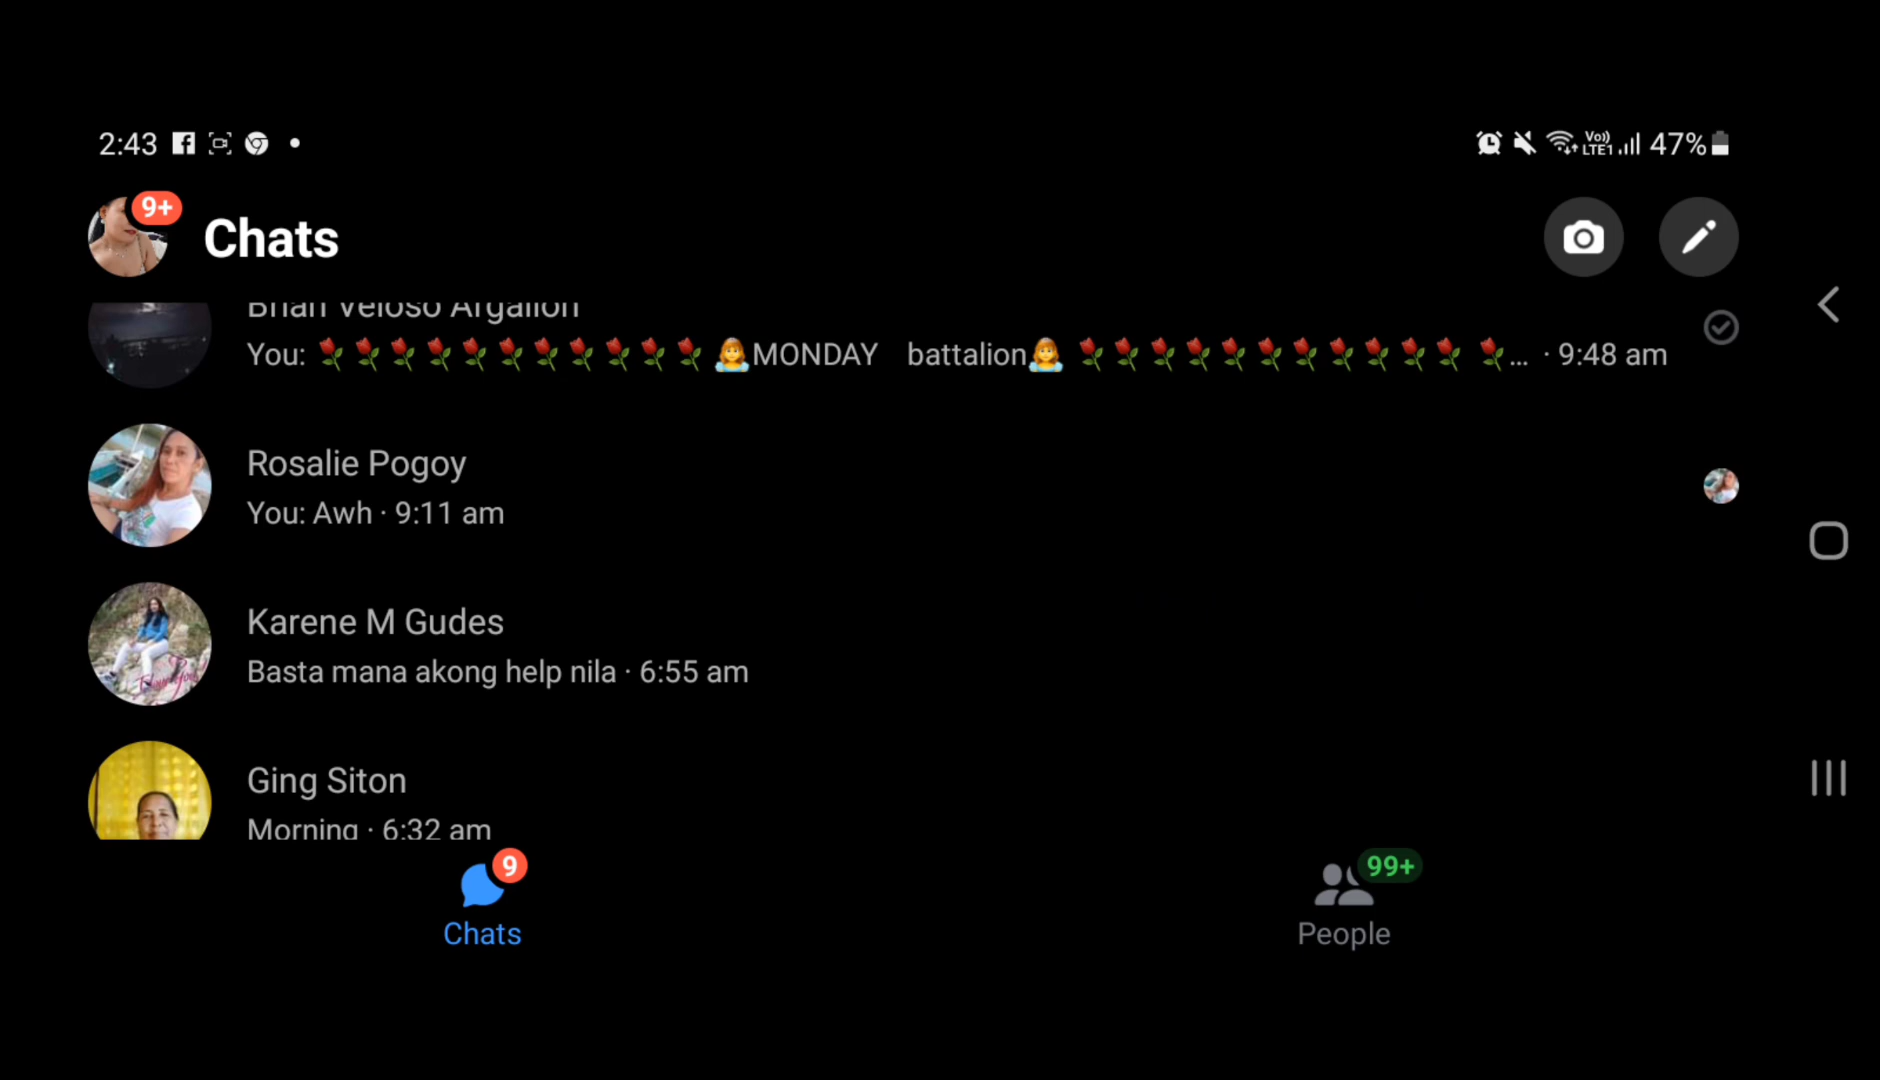 2:43 47%
9+
Chats
Brian Veloso Argallon
You: 🌹🌹🌹🌹🌹🌹🌹🌹🌹🌹🌹 👰MONDAY battalion👰 🌹🌹🌹🌹🌹🌹🌹🌹🌹🌹🌹 🌹... · 9:48 am
Rosalie Pogoy
You: Awh · 9:11 am
Karene M Gudes
Basta mana akong help nila · 6:55 am
Ging Siton
Morning · 6:32 am
9
Chats
99+
People